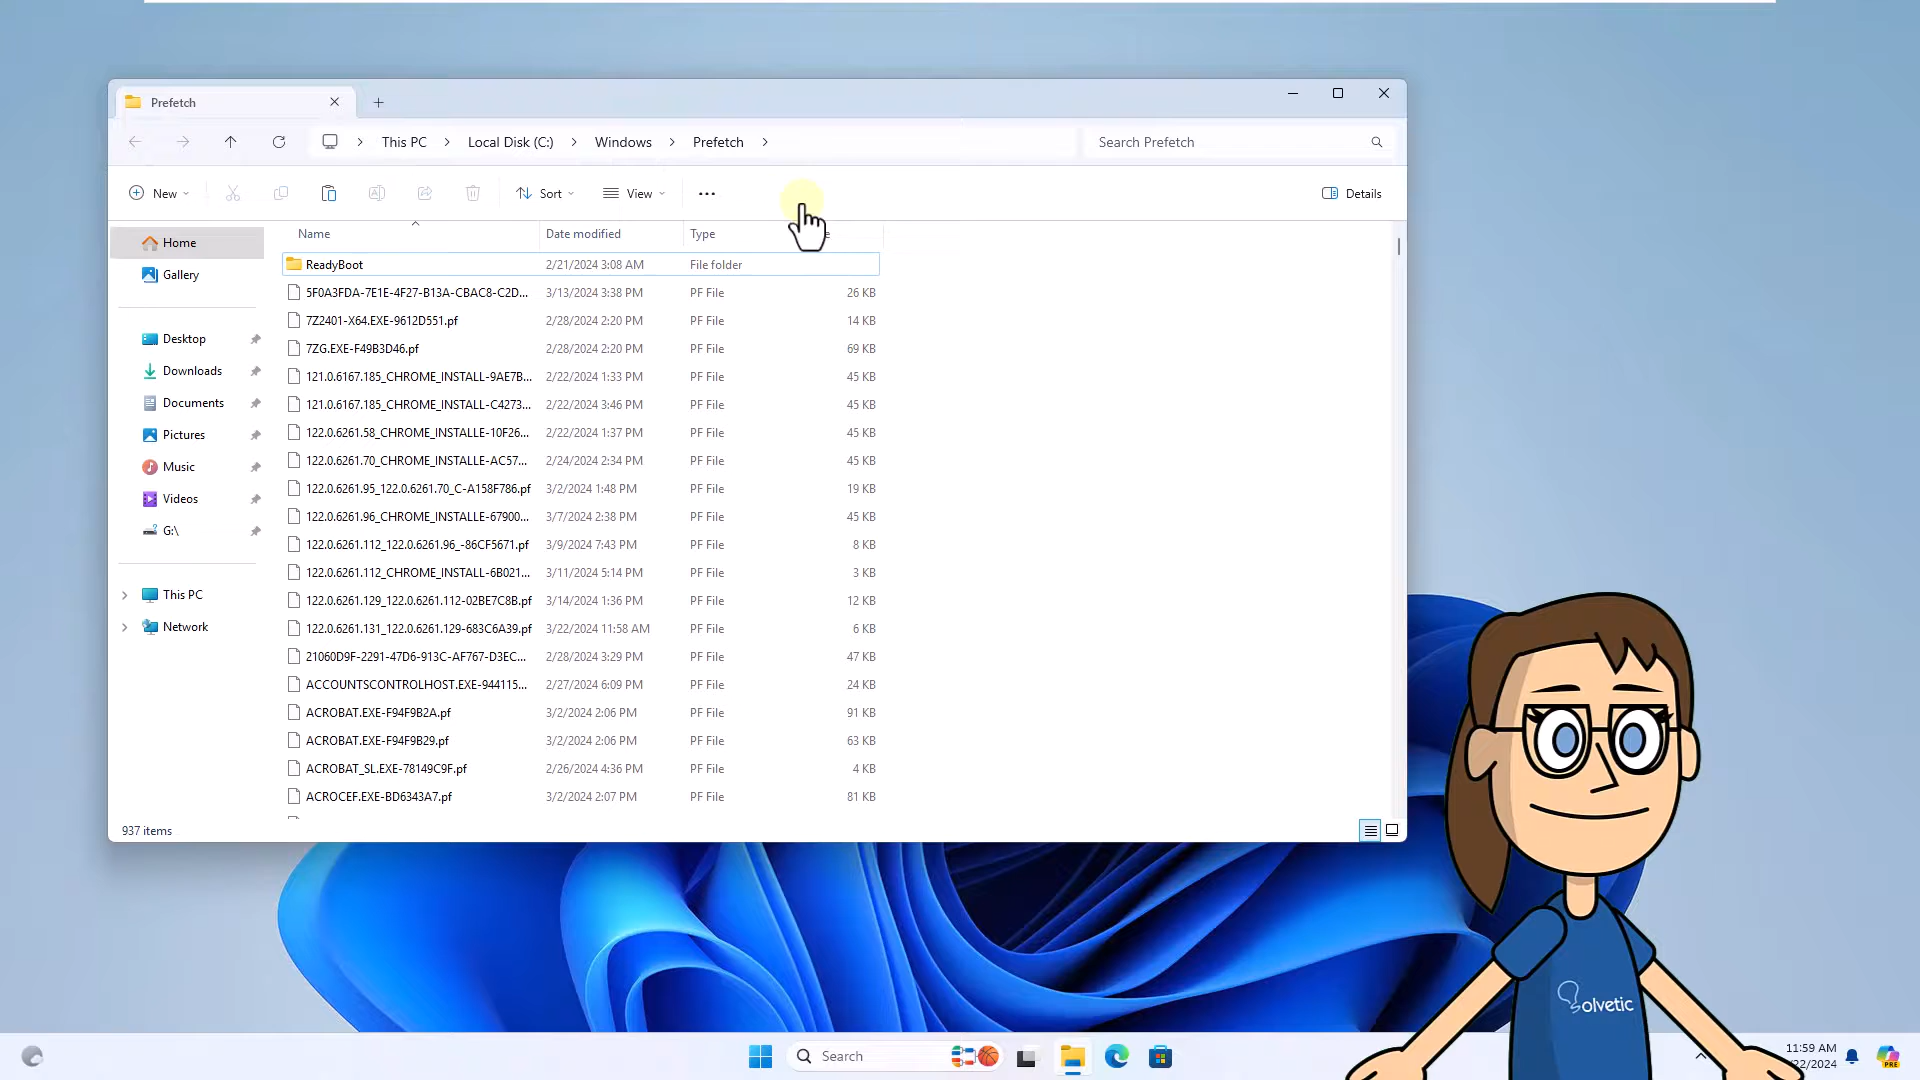 Prefetch
This PC Local Disk (C:) Windows Prefetch
Search Prefetch
New Sort View Details
Name Date modified Type
Home
Gallery
Desktop
Downloads
Documents
Pictures
Music
Videos
G:\
This PC
Network
ReadyBoot 2/21/2024 3:08 AM File folder
5F0A3FDA-7E1E-4F27-B13A-CBAC8-C2D... 3/13/2024 3:38 PM PF File 26 KB
7Z2401-X64.EXE-9612D551.pf 2/28/2024 2:20 PM PF File 14 KB
7ZG.EXE-F49B3D46.pf 2/28/2024 2:20 PM PF File 69 KB
121.0.6167.185_CHROME_INSTALL-9AE7B... 2/22/2024 1:33 PM PF File 45 KB
121.0.6167.185_CHROME_INSTALL-C4273... 2/22/2024 3:46 PM PF File 45 KB
122.0.6261.58_CHROME_INSTALLE-10F26... 2/22/2024 1:37 PM PF File 45 KB
122.0.6261.70_CHROME_INSTALLE-AC57... 2/24/2024 2:34 PM PF File 45 KB
122.0.6261.95_122.0.6261.70_C-A158F786.pf 3/2/2024 1:48 PM PF File 19 KB
122.0.6261.96_CHROME_INSTALLE-67900... 3/7/2024 2:38 PM PF File 45 KB
122.0.6261.112_122.0.6261.96_-86CF5671.pf 3/9/2024 7:43 PM PF File 8 KB
122.0.6261.112_CHROME_INSTALL-6B021... 3/11/2024 5:14 PM PF File 3 KB
122.0.6261.129_122.0.6261.112-02BE7C8B.pf 3/14/2024 1:36 PM PF File 12 KB
122.0.6261.131_122.0.6261.129-683C6A39.pf 3/22/2024 11:58 AM PF File 6 KB
21060D9F-2291-47D6-913C-AF767-D3EC... 2/28/2024 3:29 PM PF File 47 KB
ACCOUNTSCONTROLHOST.EXE-944115... 2/27/2024 6:09 PM PF File 24 KB
ACROBAT.EXE-F94F9B2A.pf 3/2/2024 2:06 PM PF File 91 KB
ACROBAT.EXE-F94F9B29.pf 3/2/2024 2:06 PM PF File 63 KB
ACROBAT_SL.EXE-78149C9F.pf 2/26/2024 4:36 PM PF File 4 KB
ACROCEF.EXE-BD6343A7.pf 3/2/2024 2:07 PM PF File 81 KB
937 items
Solvetic
Search
11:59 AM
22/2024
PRE